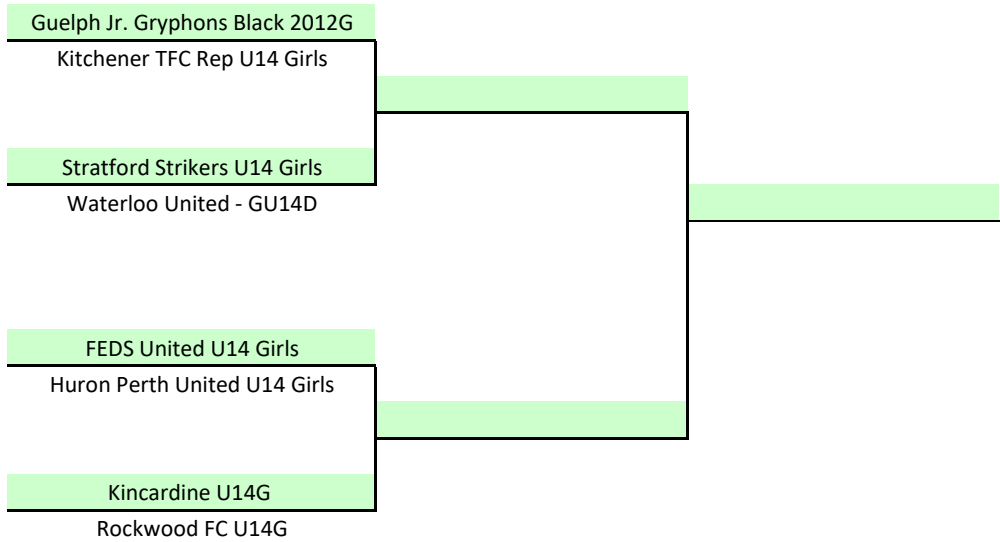 Guelph Jr. Gryphons Black 2012G
Kitchener TFC Rep U14 Girls
Stratford Strikers U14 Girls
Waterloo United - GU14D
FEDS United U14 Girls
Huron Perth United U14 Girls
Kincardine U14G
Rockwood FC U14G